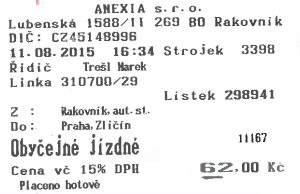 ANEXIA s.r.o.
Lubenská 1588/II 269 80 Rakovník
DIČ: CZ45148996
11.08.2015 16:34 Strojek 3398
Řidič Trešl Marek
Linka 310700/29
Lístek 298941
Z : Rakovník,aut.st.
Do: Praha,Zličín
11167
Obyčejné jízdné
Cena vč 15% DPH 62,00 Kč
Placeno hotově